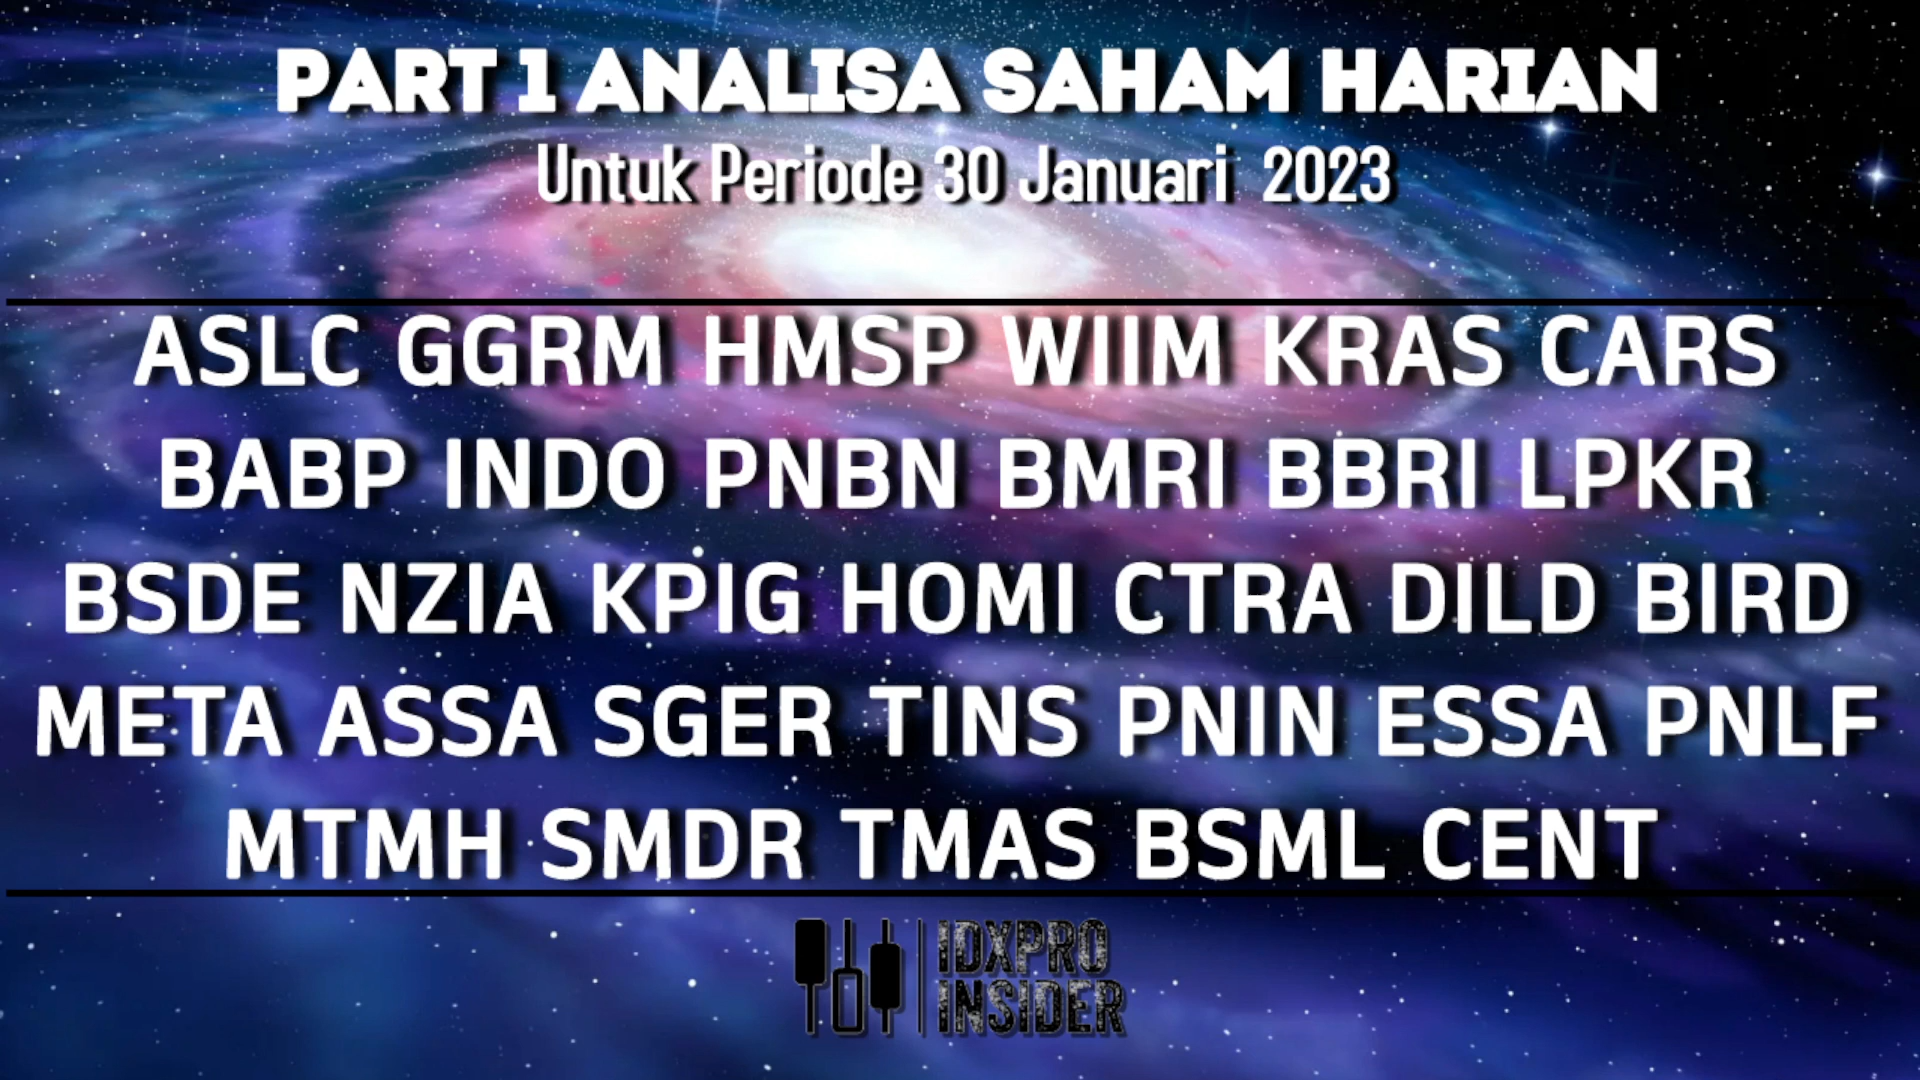 PART 1 ANALISA SAHAM HARIAN
Untuk Periode 30 Januari 2023
ASLC GGRM HMSP WIIM KRAS CARS
BABP INDO PNBN BMRI BBRI LPKR
BSDE NZIA KPIG HOMI CTRA DILD BIRD
META ASSA SGER TINS PNIN ESSA PNLF
MTMH SMDR TMAS BSML CENT
IDXPRO
INSIDER